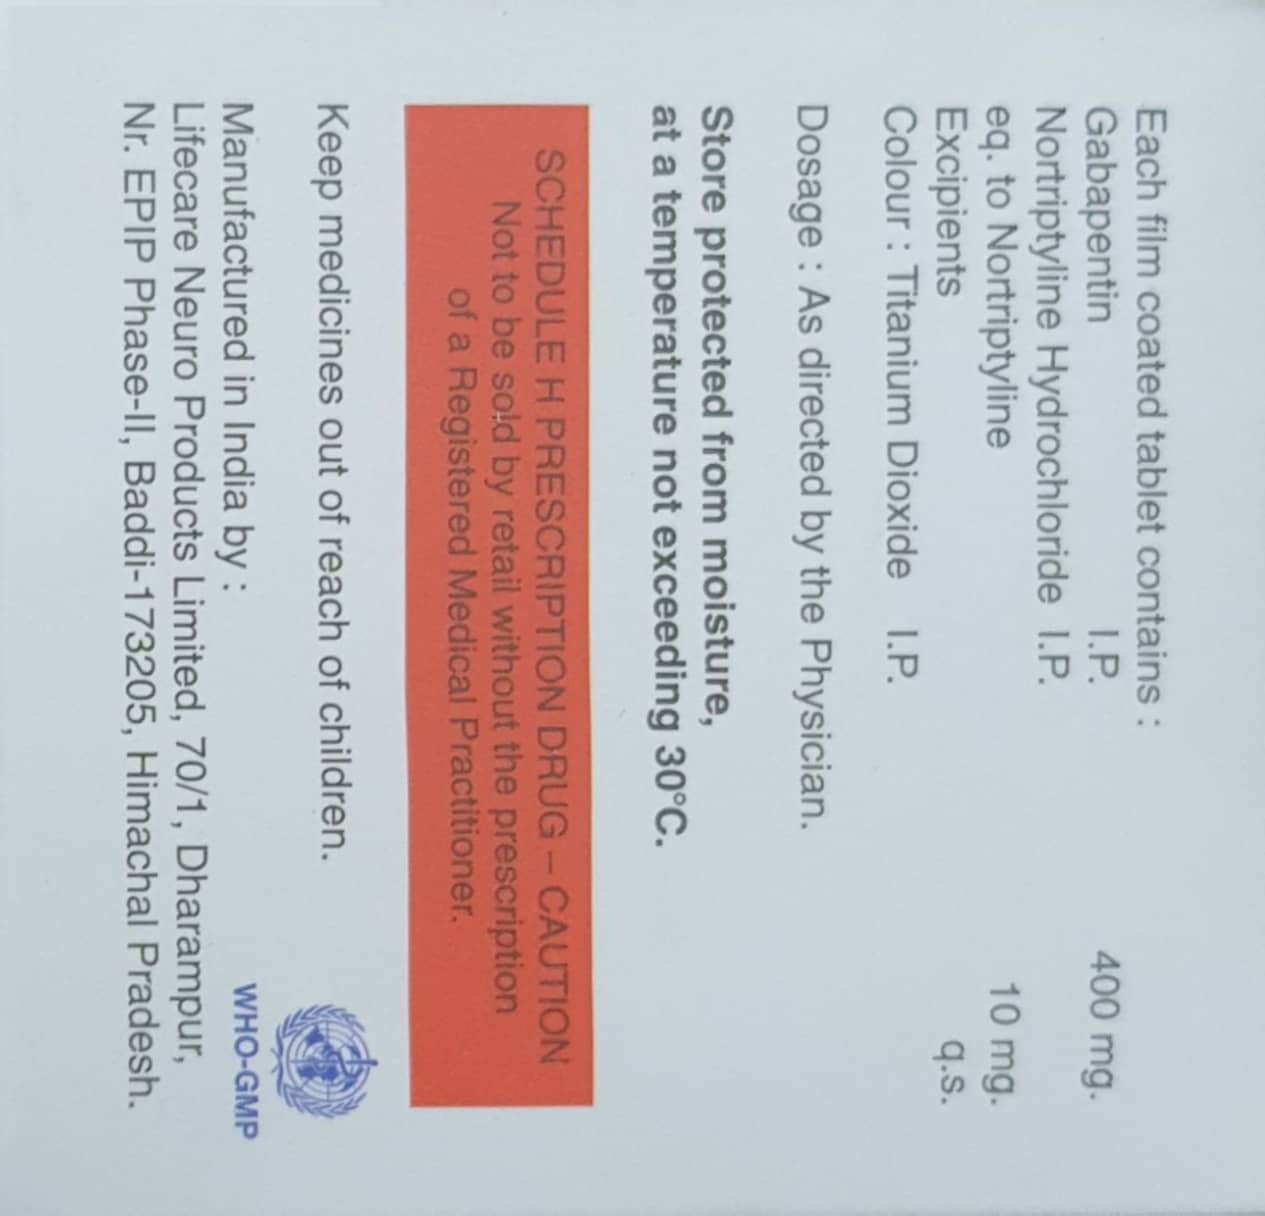 Each film coated tablet contains :
Gabapentin I.P. 400 mg.
Nortriptyline Hydrochloride I.P.
eq. to Nortriptyline 10 mg.
Excipients q.s.
Colour : Titanium Dioxide I.P.
Dosage : As directed by the Physician.
Store protected from moisture,
at a temperature not exceeding 30°C.
SCHEDULE H PRESCRIPTION DRUG – CAUTION
Not to be sold by retail without the prescription
of a Registered Medical Practitioner.
Keep medicines out of reach of children.
WHO-GMP
Manufactured in India by :
Lifecare Neuro Products Limited, 70/1, Dharampur,
Nr. EPIP Phase-II, Baddi-173205, Himachal Pradesh.